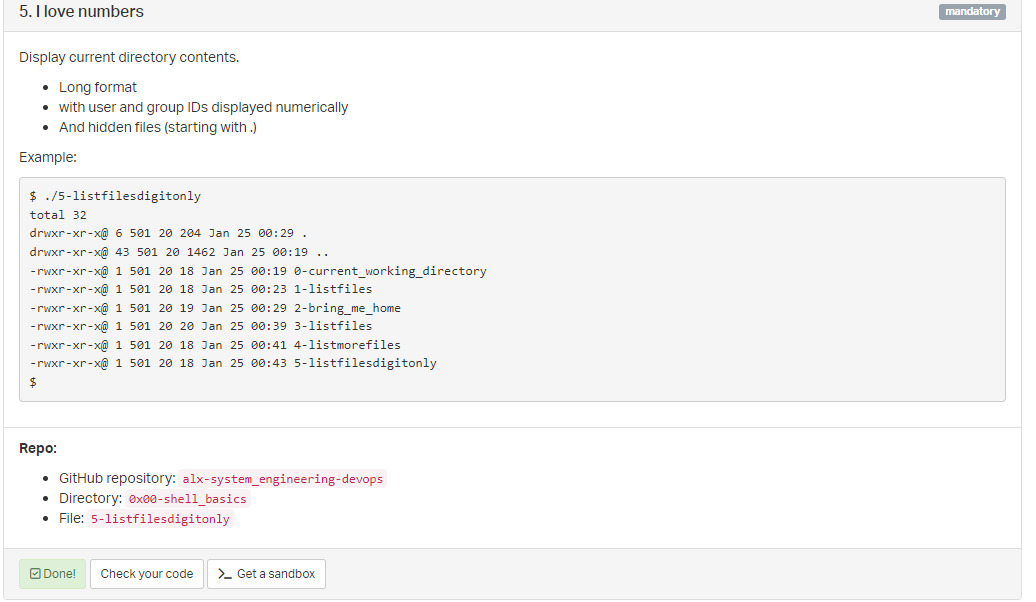 5. I love numbers
mandatory
Display current directory contents.
Long format
with user and group IDs displayed numerically
And hidden files (starting with .)
Example:
$ ./5-listfilesdigitonly
total 32
drwxr-xr-x@ 6 501 20 204 Jan 25 00:29 .
drwxr-xr-x@ 43 501 20 1462 Jan 25 00:19 ..
-rwxr-xr-x@ 1 501 20 18 Jan 25 00:19 0-current_working_directory
-rwxr-xr-x@ 1 501 20 18 Jan 25 00:23 1-listfiles
-rwxr-xr-x@ 1 501 20 19 Jan 25 00:29 2-bring_me_home
-rwxr-xr-x@ 1 501 20 20 Jan 25 00:39 3-listfiles
-rwxr-xr-x@ 1 501 20 18 Jan 25 00:41 4-listmorefiles
-rwxr-xr-x@ 1 501 20 18 Jan 25 00:43 5-listfilesdigitonly
$
Repo:
GitHub repository: alx-system_engineering-devops
Directory: 0x00-shell_basics
File: 5-listfilesdigitonly
Done!
Check your code
>_ Get a sandbox